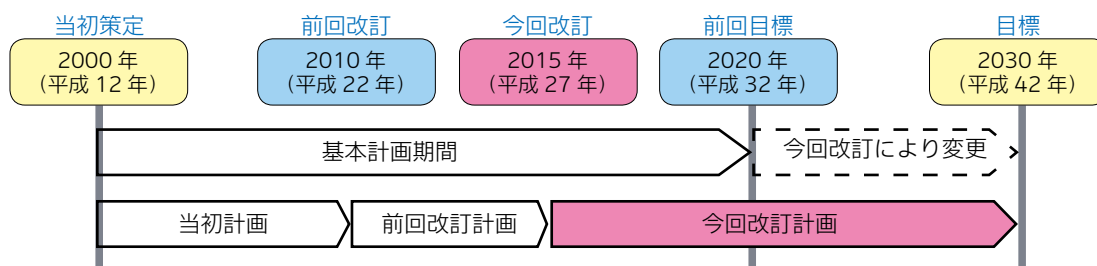 当初策定
前回改訂
今回改訂
前回目標
目標
2000 年
(平成 12 年)
2010 年
(平成 22 年)
2015 年
(平成 27 年)
2020 年
(平成 32 年)
2030 年
(平成 42 年)
基本計画期間
今回改訂により変更
当初計画
前回改訂計画
今回改訂計画